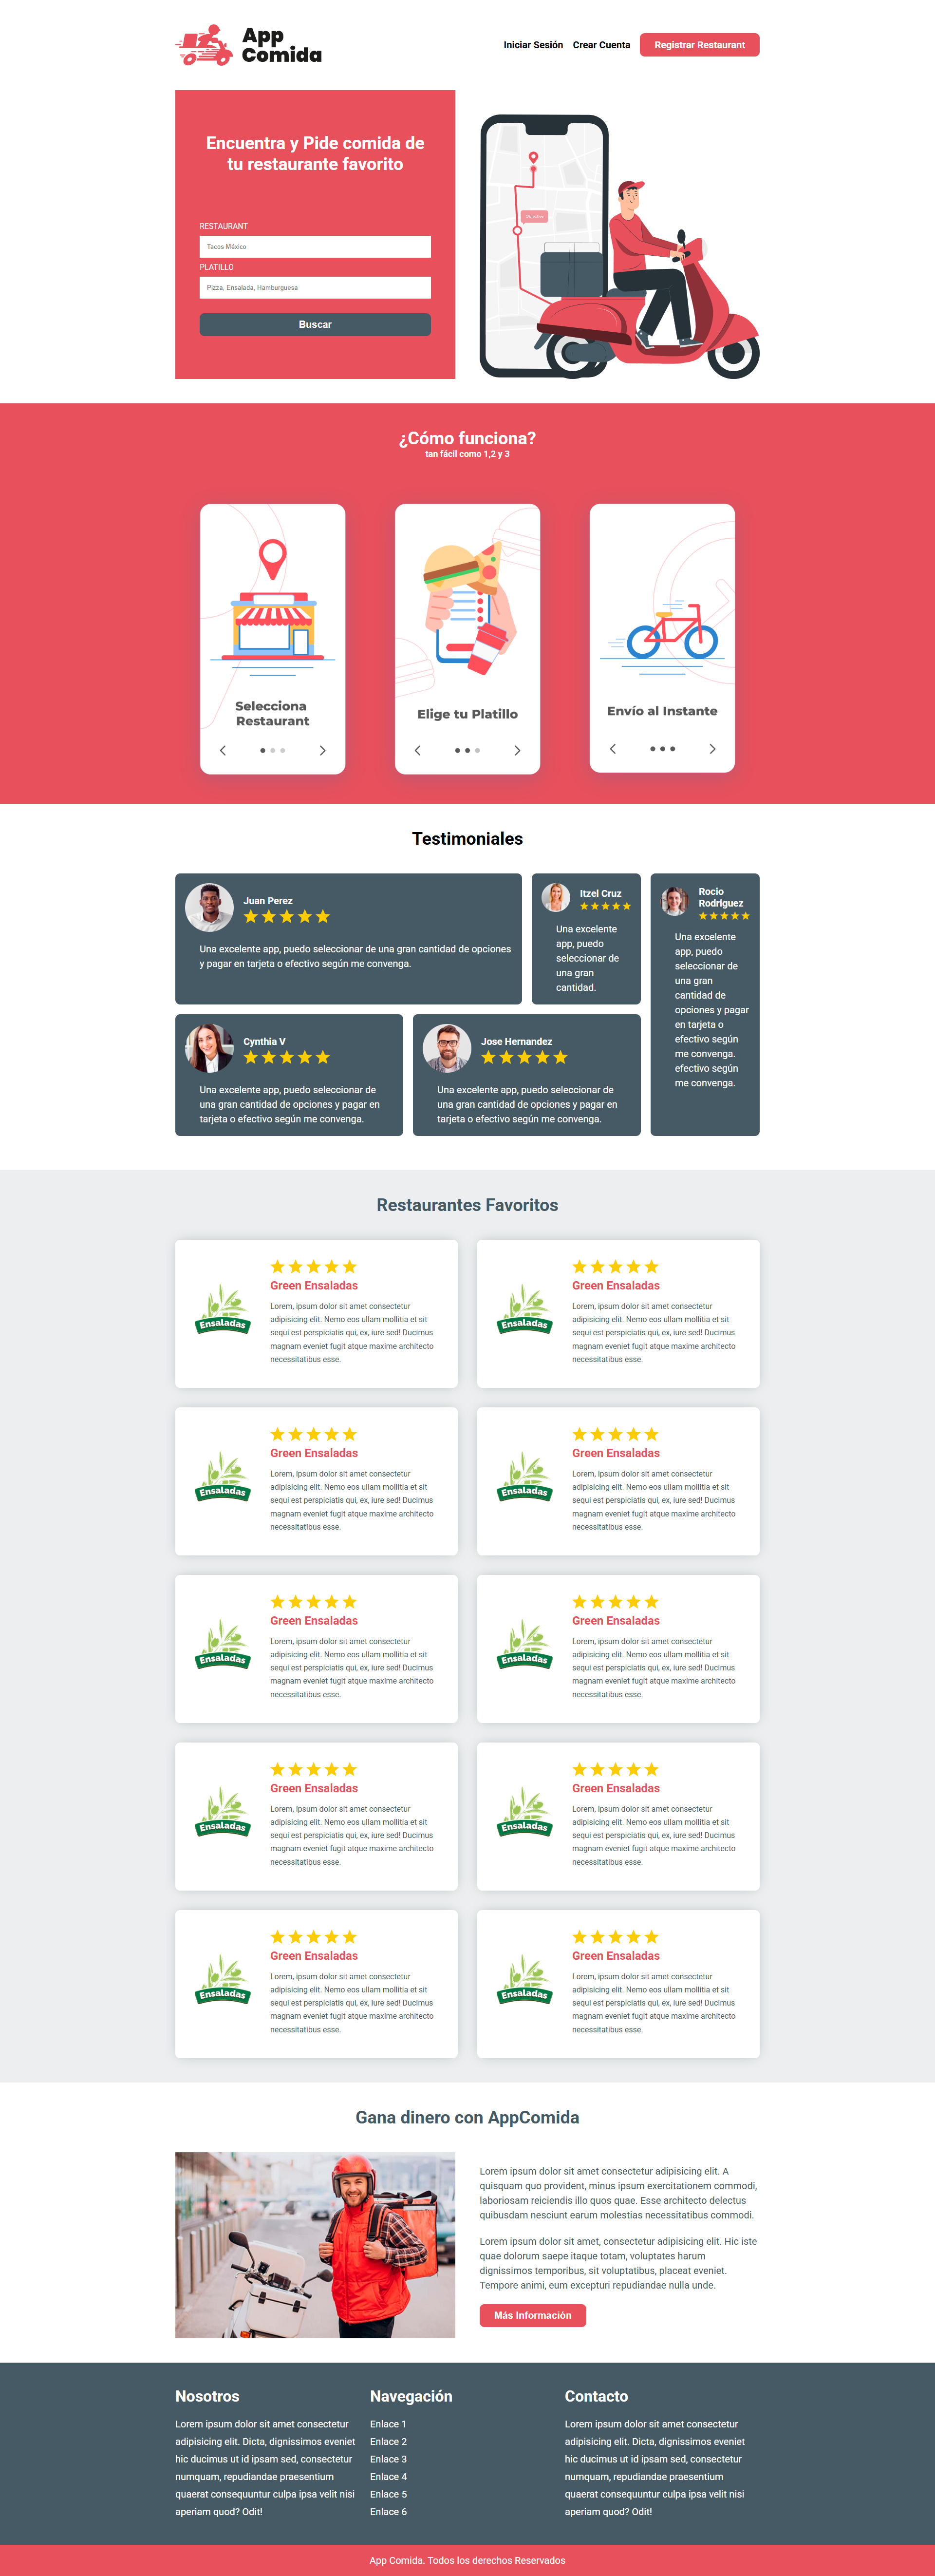 App
Comida
Iniciar Sesión
Crear Cuenta
Registrar Restaurant
Encuentra y Pide comida de
tu restaurante favorito
RESTAURANT
Tacos México
PLATILLO
Pizza, Ensalada, Hamburguesa
Buscar
¿Cómo funciona?
tan fácil como 1,2 y 3
Selecciona
Restaurant
Elige tu Platillo
Envío al Instante
Testimoniales
Juan Perez
Una excelente app, puedo seleccionar de una gran cantidad de opciones
y pagar en tarjeta o efectivo según me convenga.
Itzel Cruz
Una excelente
app, puedo
seleccionar de
una gran
cantidad.
Rocio
Rodriguez
Una excelente
app, puedo
seleccionar de
una gran
cantidad de
opciones y pagar
en tarjeta o
efectivo según
me convenga.
efectivo según
me convenga.
Cynthia V
Una excelente app, puedo seleccionar de
una gran cantidad de opciones y pagar en
tarjeta o efectivo según me convenga.
Jose Hernandez
Una excelente app, puedo seleccionar de
una gran cantidad de opciones y pagar en
tarjeta o efectivo según me convenga.
Restaurantes Favoritos
Ensaladas
Green Ensaladas
Lorem, ipsum dolor sit amet consectetur
adipisicing elit. Nemo eos ullam mollitia et sit
sequi est perspiciatis qui, ex, iure sed! Ducimus
magnam eveniet fugit atque maxime architecto
necessitatibus esse.
Ensaladas
Green Ensaladas
Lorem, ipsum dolor sit amet consectetur
adipisicing elit. Nemo eos ullam mollitia et sit
sequi est perspiciatis qui, ex, iure sed! Ducimus
magnam eveniet fugit atque maxime architecto
necessitatibus esse.
Ensaladas
Green Ensaladas
Lorem, ipsum dolor sit amet consectetur
adipisicing elit. Nemo eos ullam mollitia et sit
sequi est perspiciatis qui, ex, iure sed! Ducimus
magnam eveniet fugit atque maxime architecto
necessitatibus esse.
Ensaladas
Green Ensaladas
Lorem, ipsum dolor sit amet consectetur
adipisicing elit. Nemo eos ullam mollitia et sit
sequi est perspiciatis qui, ex, iure sed! Ducimus
magnam eveniet fugit atque maxime architecto
necessitatibus esse.
Ensaladas
Green Ensaladas
Lorem, ipsum dolor sit amet consectetur
adipisicing elit. Nemo eos ullam mollitia et sit
sequi est perspiciatis qui, ex, iure sed! Ducimus
magnam eveniet fugit atque maxime architecto
necessitatibus esse.
Ensaladas
Green Ensaladas
Lorem, ipsum dolor sit amet consectetur
adipisicing elit. Nemo eos ullam mollitia et sit
sequi est perspiciatis qui, ex, iure sed! Ducimus
magnam eveniet fugit atque maxime architecto
necessitatibus esse.
Ensaladas
Green Ensaladas
Lorem, ipsum dolor sit amet consectetur
adipisicing elit. Nemo eos ullam mollitia et sit
sequi est perspiciatis qui, ex, iure sed! Ducimus
magnam eveniet fugit atque maxime architecto
necessitatibus esse.
Ensaladas
Green Ensaladas
Lorem, ipsum dolor sit amet consectetur
adipisicing elit. Nemo eos ullam mollitia et sit
sequi est perspiciatis qui, ex, iure sed! Ducimus
magnam eveniet fugit atque maxime architecto
necessitatibus esse.
Ensaladas
Green Ensaladas
Lorem, ipsum dolor sit amet consectetur
adipisicing elit. Nemo eos ullam mollitia et sit
sequi est perspiciatis qui, ex, iure sed! Ducimus
magnam eveniet fugit atque maxime architecto
necessitatibus esse.
Ensaladas
Green Ensaladas
Lorem, ipsum dolor sit amet consectetur
adipisicing elit. Nemo eos ullam mollitia et sit
sequi est perspiciatis qui, ex, iure sed! Ducimus
magnam eveniet fugit atque maxime architecto
necessitatibus esse.
Gana dinero con AppComida
Lorem ipsum dolor sit amet consectetur adipisicing elit. A
quisquam quo provident, minus ipsum exercitationem commodi,
laboriosam reiciendis illo quos quae. Esse architecto delectus
quibusdam nesciunt earum molestias necessitatibus commodi.
Lorem ipsum dolor sit amet, consectetur adipisicing elit. Hic iste
quae dolorum saepe itaque totam, voluptates harum
dignissimos temporibus, sit voluptatibus, placeat eveniet.
Tempore animi, eum excepturi repudiandae nulla unde.
Más Información
Nosotros
Lorem ipsum dolor sit amet consectetur
adipisicing elit. Dicta, dignissimos eveniet
hic ducimus ut id ipsam sed, consectetur
numquam, repudiandae praesentium
quaerat consequuntur culpa ipsa velit nisi
aperiam quod? Odit!
Navegación
Enlace 1
Enlace 2
Enlace 3
Enlace 4
Enlace 5
Enlace 6
Contacto
Lorem ipsum dolor sit amet consectetur
adipisicing elit. Dicta, dignissimos eveniet
hic ducimus ut id ipsam sed, consectetur
numquam, repudiandae praesentium
quaerat consequuntur culpa ipsa velit nisi
aperiam quod? Odit!
App Comida. Todos los derechos Reservados